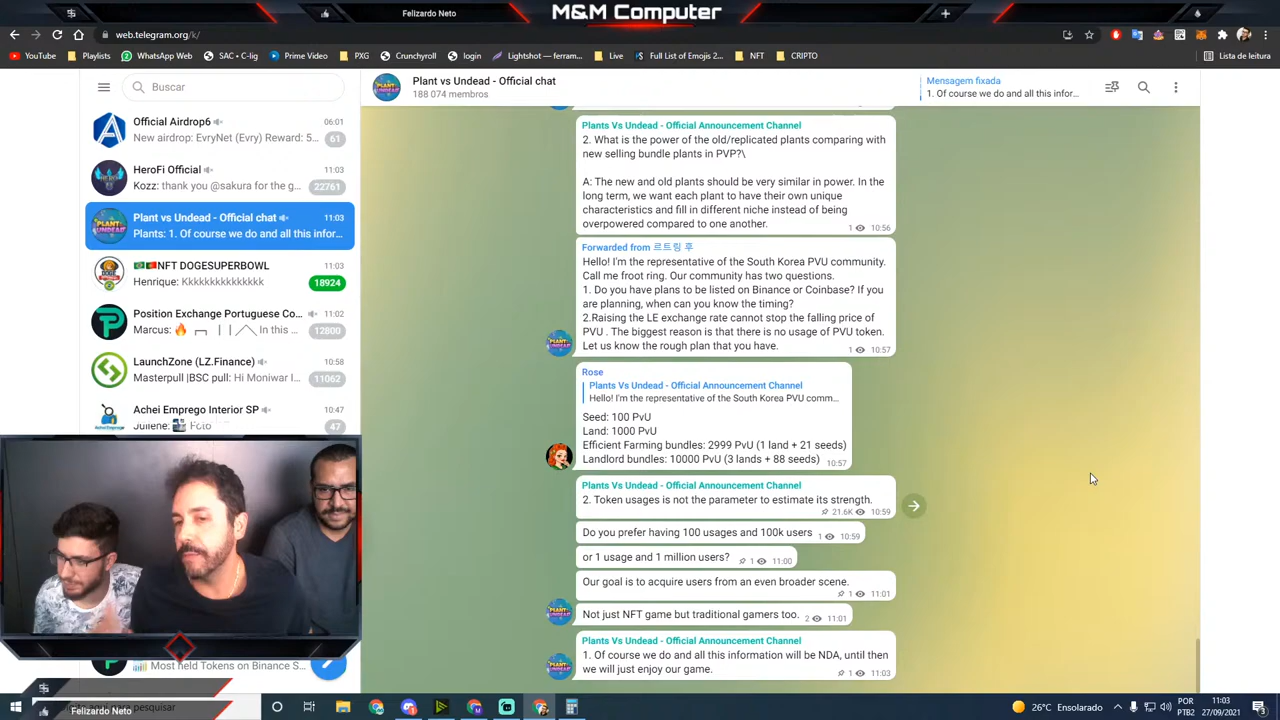 Felizardo Neto
M&M Computer
web.telegram.org/k/
YouTube
Playlists
WhatsApp Web
SAC • C-lig
Prime Video
PXG
Crunchyroll
login
Lightshot — ferram...
Live
Full List of Emojis D...
NFT
CRIPTO
Lista de leitura
Buscar
Plant vs Undead - Official chat
188 074 membros
Mensagem fixada
1. Of course we do and all this infor...
Official Airdrop6
06:01
New airdrop: EvryNet (Evry) Reward: 5...
61
HeroFi Official
11:03
Kozz: thank you @sakura for the g...
22761
Plant vs Undead - Official chat
11:03
Plants: 1. Of course we do and all this infor...
NFT DOGESUPERBOWL
11:03
Henrique: Kkkkkkkkkkkkkkk
18924
Position Exchange Portuguese Co...
11:02
Marcus: 🔥 In this ...
12800
LaunchZone (LZ.Finance)
10:58
Masterpull |BSC pull: Hi Moniwar I...
11062
Achei Emprego Interior SP
10:47
Juliene: Foto
47
Most held Tokens on Binance S...
Plants Vs Undead - Official Announcement Channel
2. What is the power of the old/replicated plants comparing with
new selling bundle plants in PVP?\
A: The new and old plants should be very similar in power. In the
long term, we want each plant to have their own unique
characteristics and fill in different niche instead of being
overpowered compared to one another.
1 10:56
Forwarded from 르트링 후
Hello! I'm the representative of the South Korea PVU community.
Call me froot ring. Our community has two questions.
1. Do you have plans to be listed on Binance or Coinbase? If you
are planning, when can you know the timing?
2.Raising the LE exchange rate cannot stop the falling price of
PVU . The biggest reason is that there is no usage of PVU token.
Let us know the rough plan that you have.
1 10:57
Rose
Plants Vs Undead - Official Announcement Channel
Hello! I'm the representative of the South Korea PVU comm...
Seed: 100 PvU
Land: 1000 PvU
Efficient Farming bundles: 2999 PvU (1 land + 21 seeds)
Landlord bundles: 10000 PvU (3 lands + 88 seeds)
10:57
Plants Vs Undead - Official Announcement Channel
2. Token usages is not the parameter to estimate its strength.
21.6K 10:59
Do you prefer having 100 usages and 100k users
1 10:59
or 1 usage and 1 million users?
1 11:00
Our goal is to acquire users from an even broader scene.
1 11:01
Not just NFT game but traditional gamers too.
2 11:01
Plants Vs Undead - Official Announcement Channel
1. Of course we do and all this information will be NDA, until then
we will just enjoy our game.
1 11:03
Felizardo Neto
aqui para pesquisar
26°C Ensolarado
POR
PTB2
11:03
27/09/2021